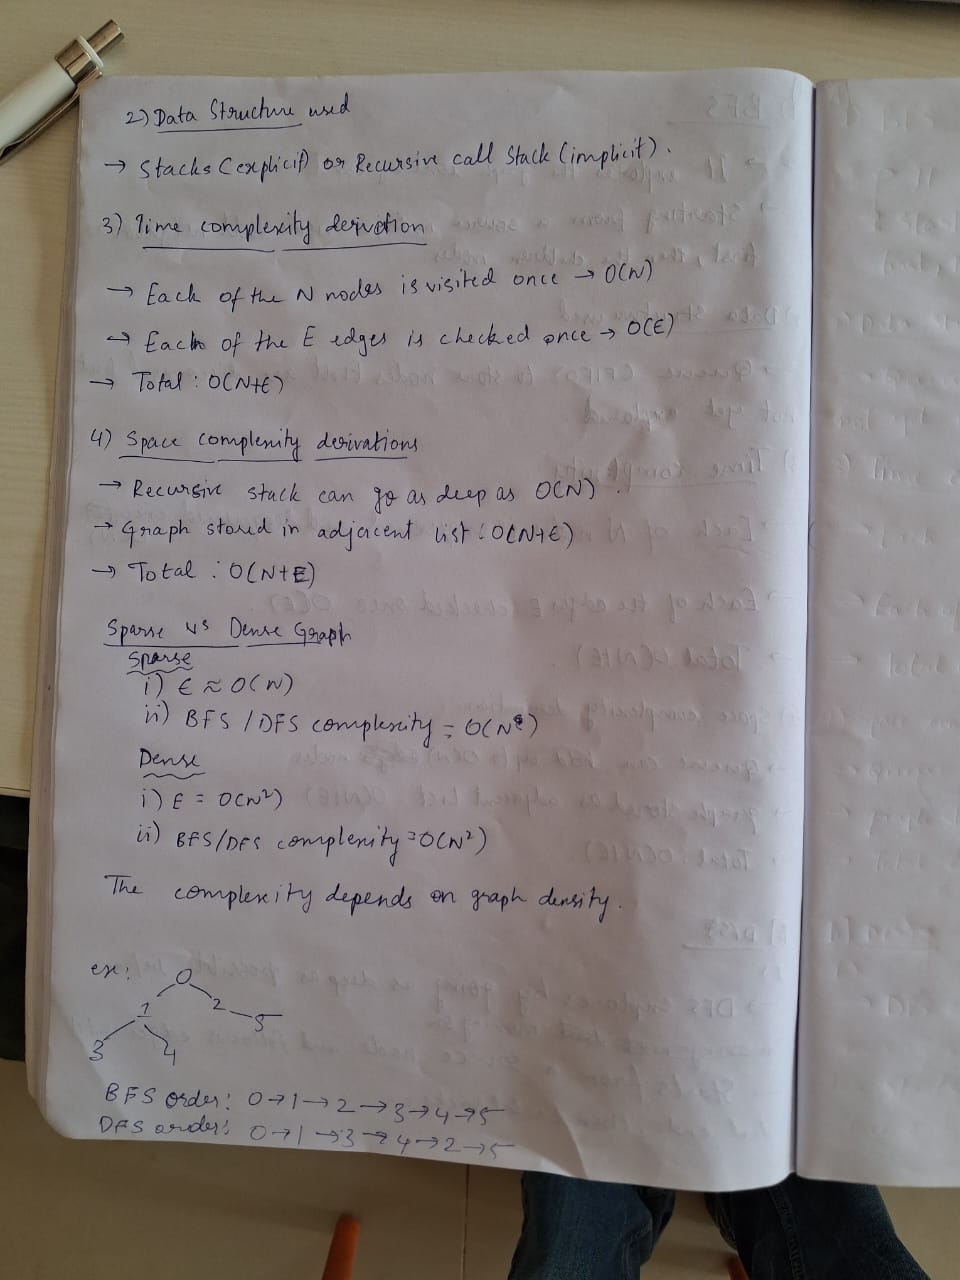 2) Data Structure used
→ Stacks (explicit) or Recursive call Stack (implicit).
3) Time complexity derivation
→ Each of the N nodes is visited once → O(N)
→ Each of the E edges is checked once → O(E)
→ Total : O(N+E)
4) Space complexity derivations
→ Recursive stack can go as deep as O(N).
→ Graph stored in adjacent list : O(N+E)
→ Total : O(N+E)
Sparse vs Dense Graph
Sparse
i) E ≈ O(N)
ii) BFS / DFS complexity = O(N)
Dense
i) E = O(N²)
ii) BFS/DFS complexity = O(N²)
The complexity depends on graph density.
ex:
0
1 2 5
3 4
BFS order: 0→1→2→3→4→5
DFS order: 0→1→3→4→2→5